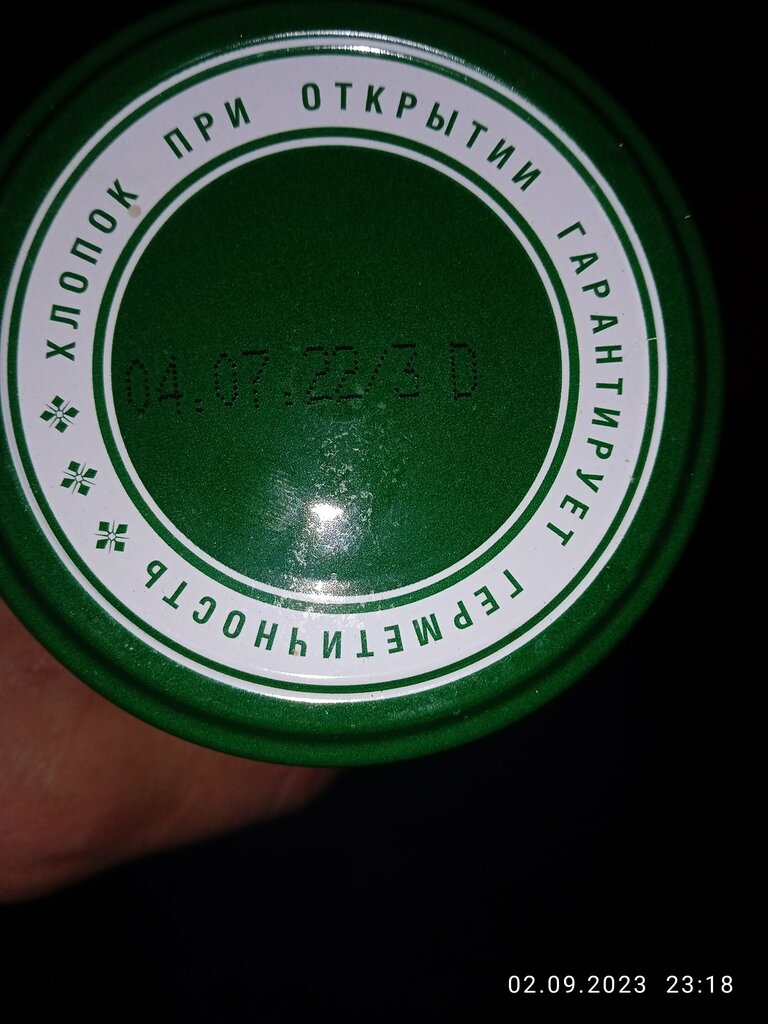 ХЛОПОК ПРИ ОТКРЫТИИ ГАРАНТИРУЕТ ГЕРМЕТИЧНОСТЬ
04.07.22/3 D
02.09.2023 23:18